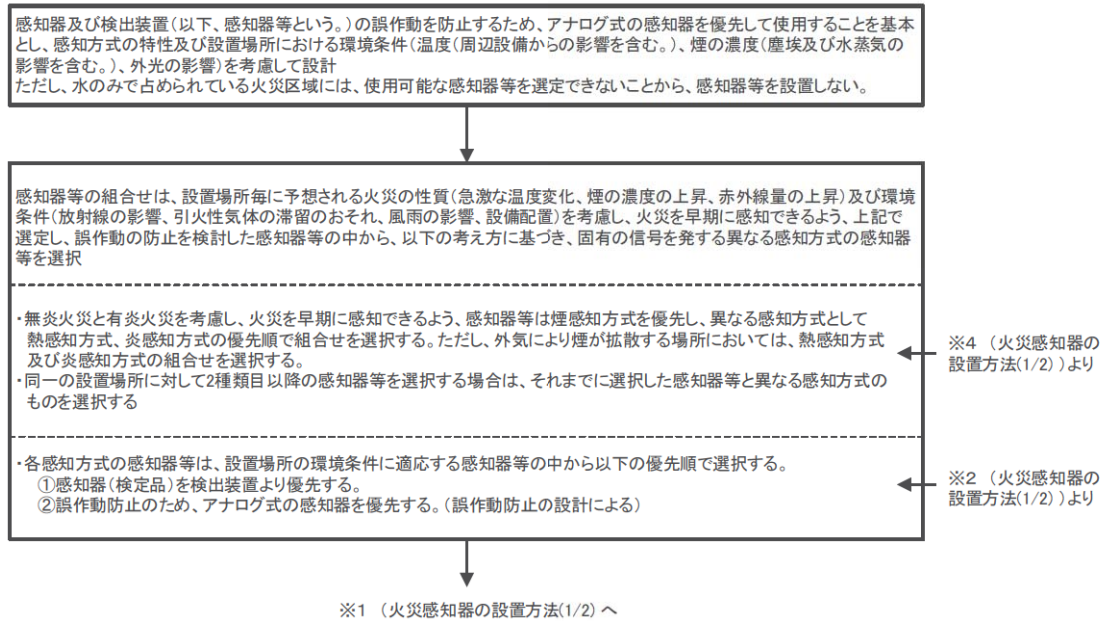 感知器及び検出装置(以下、感知器等という。)の誤作動を防止するため、アナログ式の感知器を優先して使用することを基本
とし、感知方式の特性及び設置場所における環境条件(温度(周辺設備からの影響を含む。)、煙の濃度(塵埃及び水蒸気の
影響を含む。)、外光の影響)を考慮して設計
ただし、水のみで占められている火災区域には、使用可能な感知器等を選定できないことから、感知器等を設置しない。
感知器等の組合せは、設置場所毎に予想される火災の性質(急激な温度変化、煙の濃度の上昇、赤外線量の上昇)及び環境
条件(放射線の影響、引火性気体の滞留のおそれ、風雨の影響、設備配置)を考慮し、火災を早期に感知できるよう、上記で
選定し、誤作動の防止を検討した感知器等の中から、以下の考え方に基づき、固有の信号を発する異なる感知方式の感知器
等を選択
・無炎火災と有炎火災を考慮し、火災を早期に感知できるよう、感知器等は煙感知方式を優先し、異なる感知方式として
熱感知方式、炎感知方式の優先順で組合せを選択する。ただし、外気により煙が拡散する場所においては、熱感知方式
及び炎感知方式の組合せを選択する。
・同一の設置場所に対して2種類目以降の感知器等を選択する場合は、それまでに選択した感知器等と異なる感知方式の
ものを選択する
※4 (火災感知器の
設置方法(1/2) )より
・各感知方式の感知器等は、設置場所の環境条件に適応する感知器等の中から以下の優先順で選択する。
①感知器(検定品)を検出装置より優先する。
②誤作動防止のため、アナログ式の感知器を優先する。(誤作動防止の設計による)
※2 (火災感知器の
設置方法(1/2) )より
※1 (火災感知器の設置方法(1/2) へ